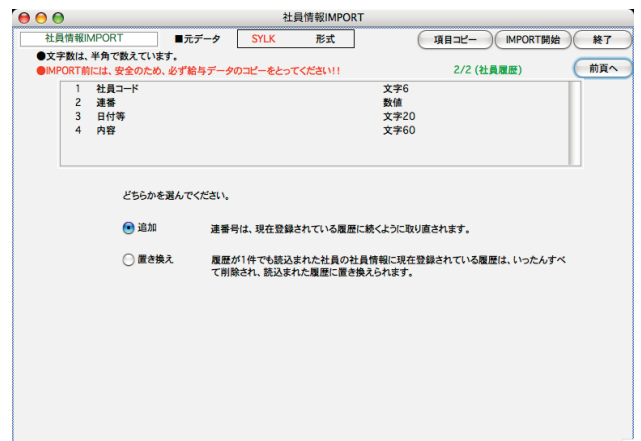 社員情報IMPORT
社員情報IMPORT ■元データ SYLK 形式 項目コピー IMPORT開始 終了
●文字数は、半角で数えています。
●IMPORT前には、安全のため、必ず給与データのコピーをとってください!! 2/2 (社員履歴) 前頁へ
1 社員コード 文字6
2 連番 数値
3 日付等 文字20
4 内容 文字60
どちらかを選んでください。
追加 連番号は、現在登録されている履歴に続くように取り直されます。
置き換え 履歴が1件でも読込まれた社員の社員情報に現在登録されている履歴は、いったんすべ
て削除され、読込まれた履歴に置き換えられます。